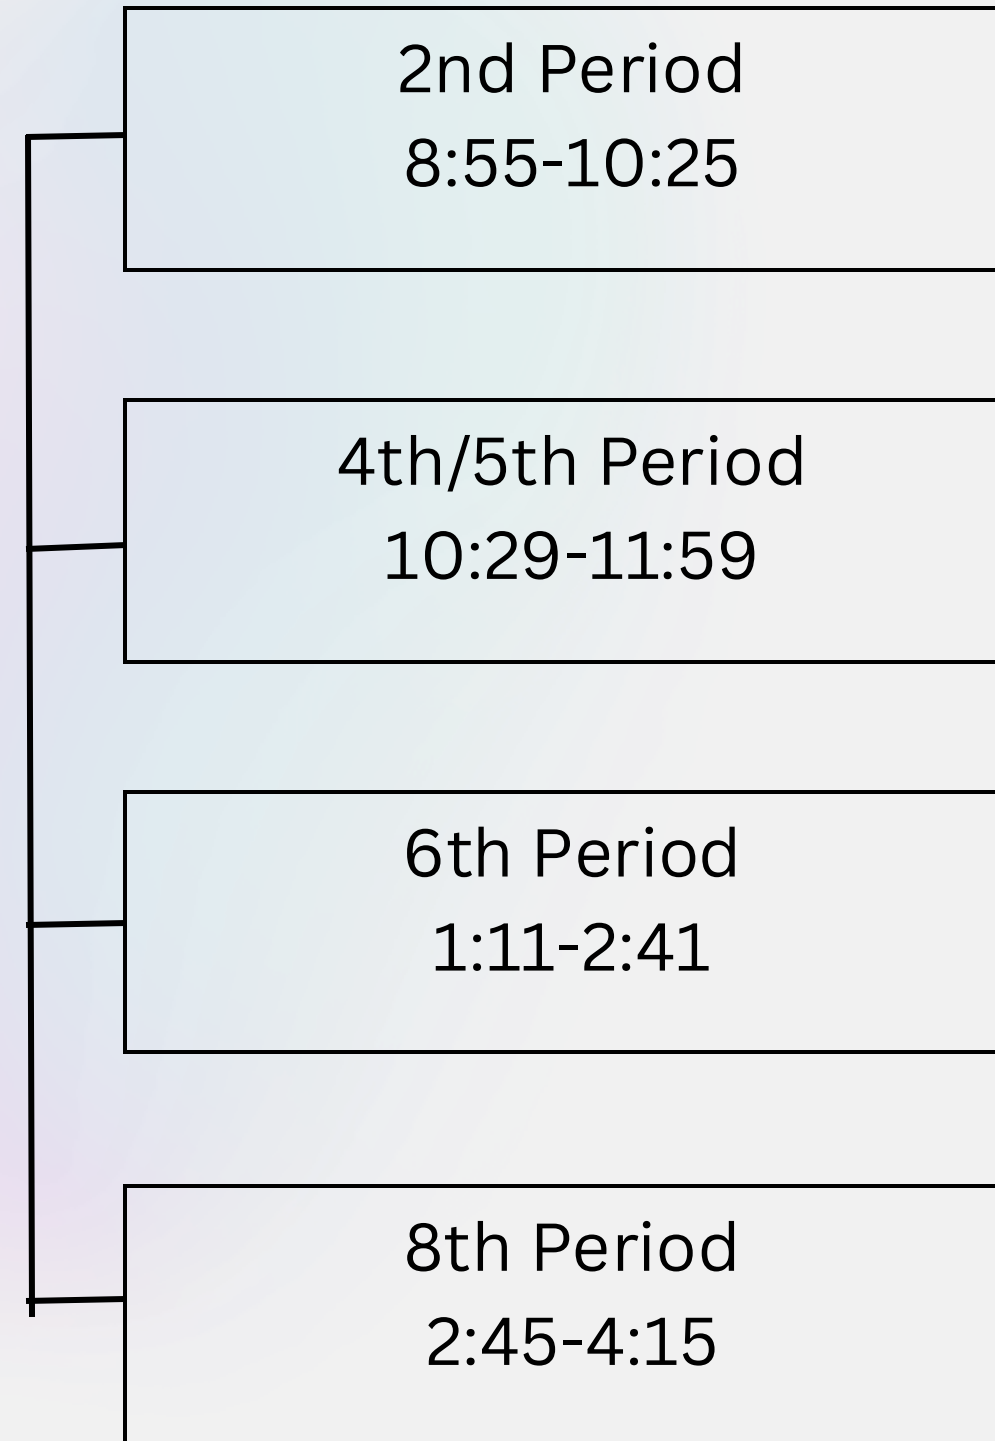 2nd Period
8:55-10:25
4th/5th Period
10:29-11:59
6th Period
1:11-2:41
8th Period
2:45-4:15